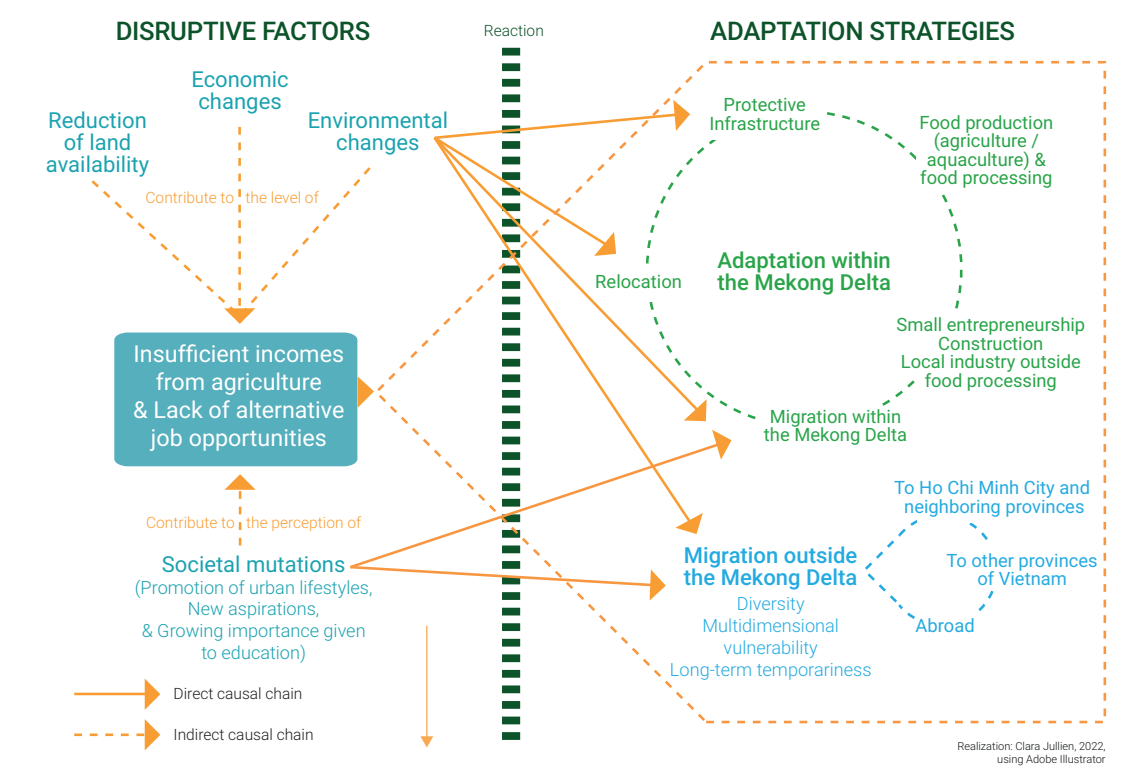 DISRUPTIVE FACTORS
Reaction
ADAPTATION STRATEGIES
Economic
changes
Reduction
of land
availability
Environmental
changes
Contribute to the level of
Insufficient incomes
from agriculture
& Lack of alternative
job opportunities
Contribute to the perception of
Societal mutations
(Promotion of urban lifestyles,
New aspirations,
& Growing importance given
to education)
Direct causal chain
Indirect causal chain
Protective
Infrastructure
Food production
(agriculture /
aquaculture) &
food processing
Adaptation within
the Mekong Delta
Relocation
Small entrepreneurship
Construction
Local industry outside
food processing
Migration within
the Mekong Delta
To Ho Chi Minh City and
neighboring provinces
Migration outside
the Mekong Delta
Diversity
Multidimensional
vulnerability
Long-term temporariness
To other provinces
of Vietnam
Abroad
Realization: Clara Jullien, 2022,
using Adobe Illustrator